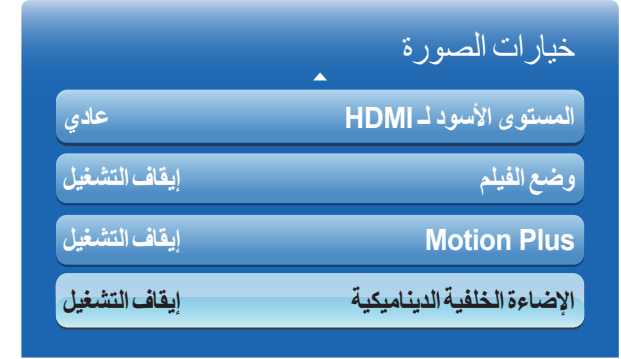 خيارات الصورة
المستوى الأسود لـ HDMI عادي
وضع الفيلم إيقاف التشغيل
Motion Plus إيقاف التشغيل
الإضاءة الخلفية الديناميكية إيقاف التشغيل